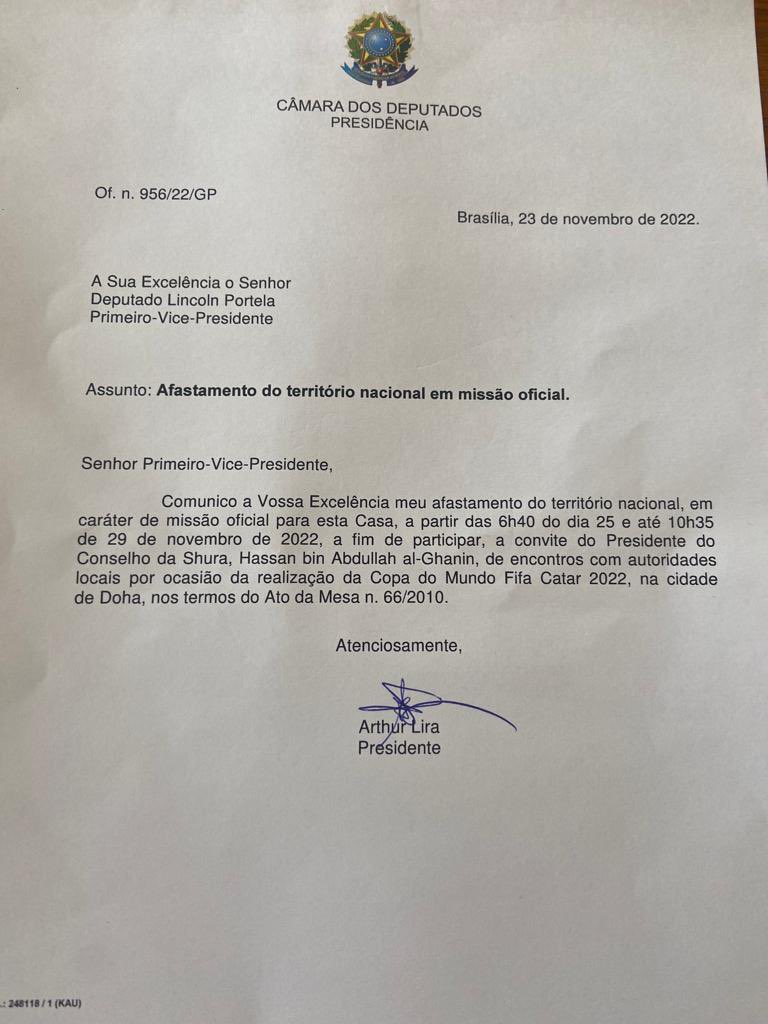 CÂMARA DOS DEPUTADOS
PRESIDÊNCIA
Of. n. 956/22/GP
Brasília, 23 de novembro de 2022.
A Sua Excelência o Senhor
Deputado Lincoln Portela
Primeiro-Vice-Presidente
Assunto: Afastamento do território nacional em missão oficial.
Senhor Primeiro-Vice-Presidente,
Comunico a Vossa Excelência meu afastamento do território nacional, em
caráter de missão oficial para esta Casa, a partir das 6h40 do dia 25 e até 10h35
de 29 de novembro de 2022, a fim de participar, a convite do Presidente do
Conselho da Shura, Hassan bin Abdullah al-Ghanin, de encontros com autoridades
locais por ocasião da realização da Copa do Mundo Fifa Catar 2022, na cidade
de Doha, nos termos do Ato da Mesa n. 66/2010.
Atenciosamente,
Arthur Lira
Presidente
.: 248118 / 1 (KAU)